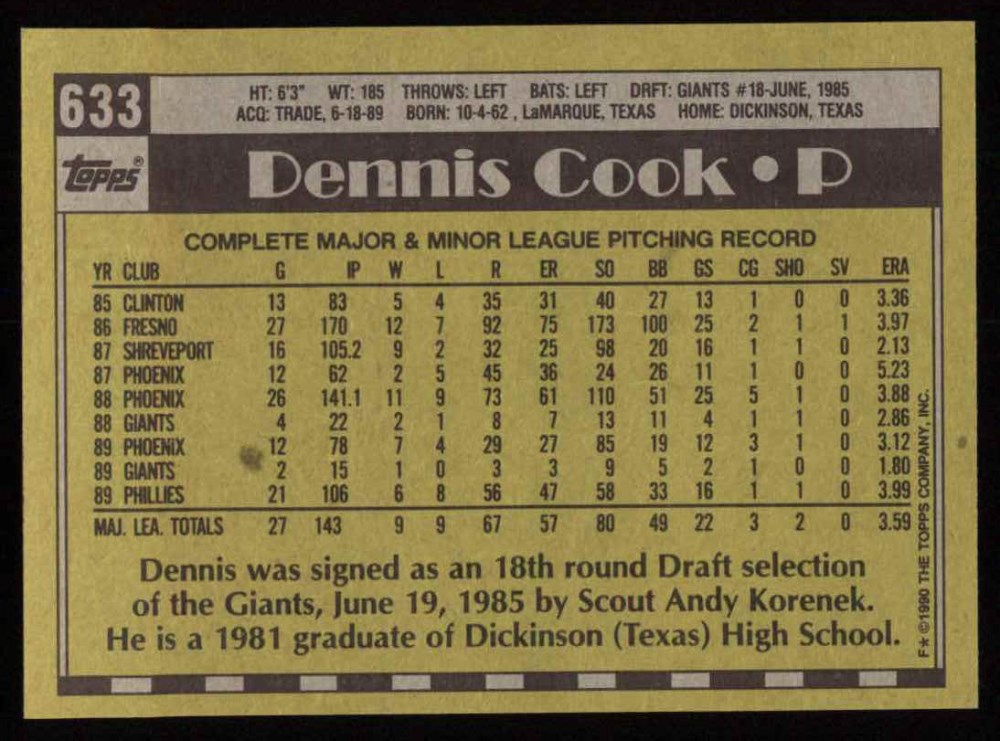 633
HT: 6'3" WT: 185 THROWS: LEFT BATS: LEFT DRFT: GIANTS #18-JUNE, 1985
ACQ: TRADE, 6-18-89 BORN: 10-4-62 , LaMARQUE, TEXAS HOME: DICKINSON, TEXAS
Topps®
Dennis Cook • P
COMPLETE MAJOR & MINOR LEAGUE PITCHING RECORD
YR CLUB G IP W L R ER SO BB GS CG SHO SV ERA
85 CLINTON 13 83 5 4 35 31 40 27 13 1 0 0 3.36
86 FRESNO 27 170 12 7 92 75 173 100 25 2 1 1 3.97
87 SHREVEPORT 16 105.2 9 2 32 25 98 20 16 1 1 0 2.13
87 PHOENIX 12 62 2 5 45 36 24 26 11 1 0 0 5.23
88 PHOENIX 26 141.1 11 9 73 61 110 51 25 5 1 0 3.88
88 GIANTS 4 22 2 1 8 7 13 11 4 1 1 0 2.86
89 PHOENIX 12 78 7 4 29 27 85 19 12 3 1 0 3.12
89 GIANTS 2 15 1 0 3 3 9 5 2 1 0 0 1.80
89 PHILLIES 21 106 6 8 56 47 58 33 16 1 1 0 3.99
MAJ. LEA. TOTALS 27 143 9 9 67 57 80 49 22 3 2 0 3.59
Dennis was signed as an 18th round Draft selection
of the Giants, June 19, 1985 by Scout Andy Korenek.
He is a 1981 graduate of Dickinson (Texas) High School.
F* ©1990 THE TOPPS COMPANY, INC.